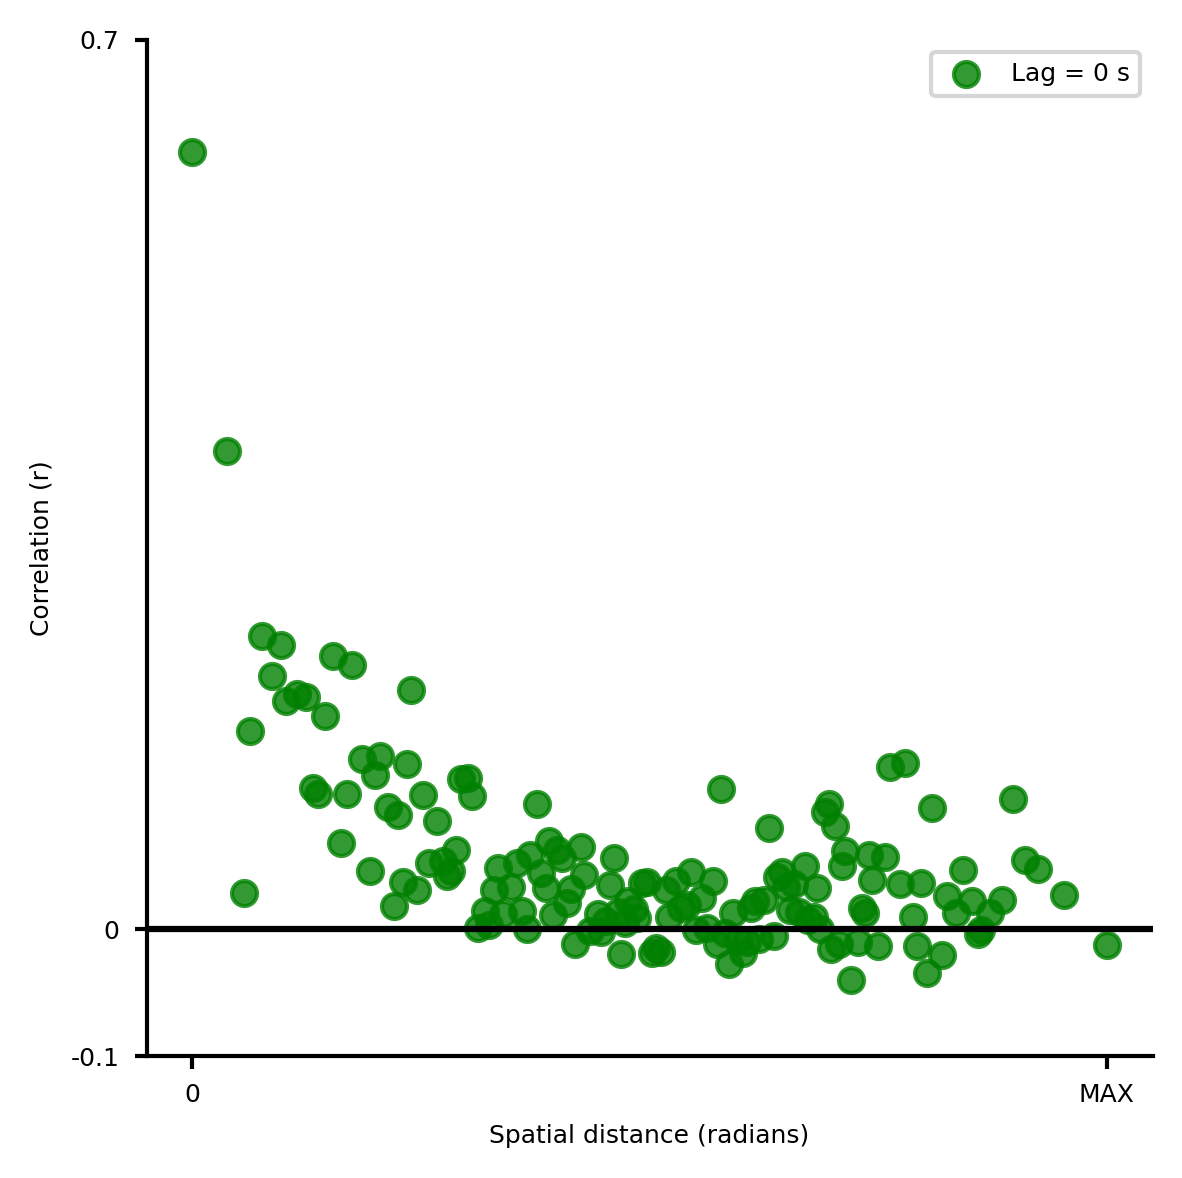 0.7
Lag = 0 s
Correlation (r)
0
-0.1
0
MAX
Spatial distance (radians)